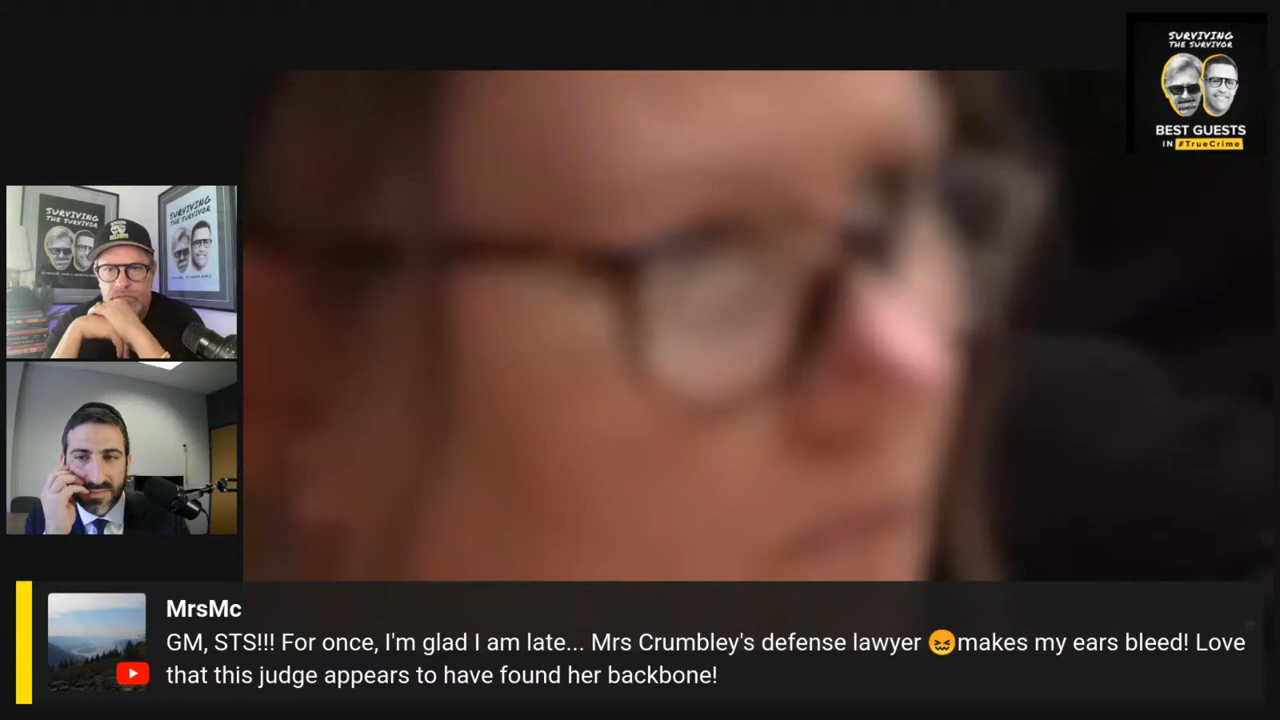 SURVIVING
THE SURVIVOR
BEST GUESTS
IN #TrueCrime
SURVIVING
THE SURVIVOR
SURVIVING
THE SURVIVOR
MrsMc
GM, STS!!! For once, I'm glad I am late... Mrs Crumbley's defense lawyer 😖makes my ears bleed! Love
that this judge appears to have found her backbone!